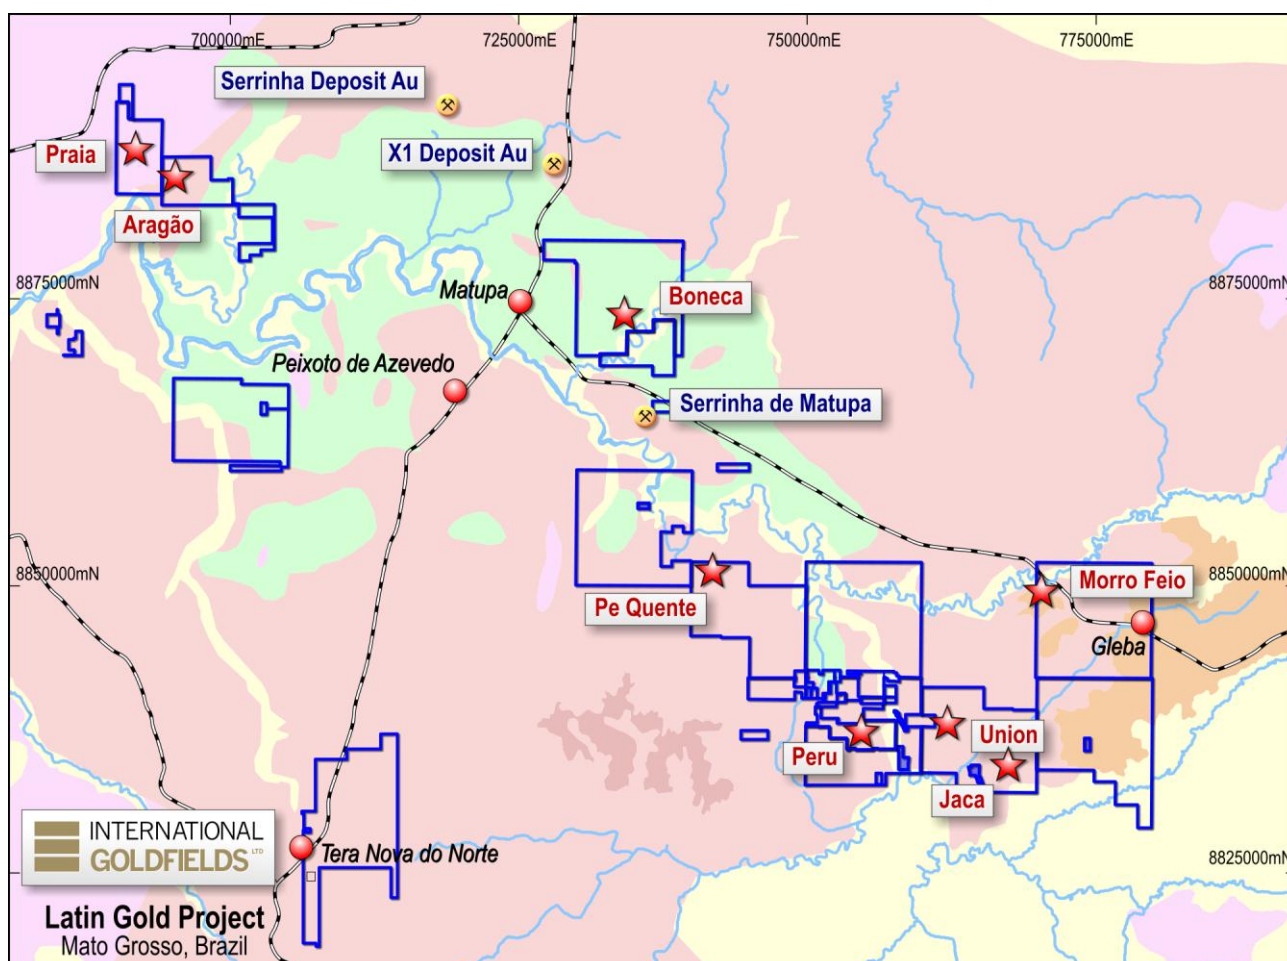 700000mE
725000mE
750000mE
775000mE
Serrinha Deposit Au
X1 Deposit Au
Praia
Aragão
8875000mN
8875000mN
Matupa
Boneca
Peixoto de Azevedo
Serrinha de Matupa
8850000mN
8850000mN
Morro Feio
Pe Quente
Gleba
Union
Peru
Jaca
INTERNATIONAL
GOLDFIELDS LTD
Tera Nova do Norte
8825000mN
Latin Gold Project
Mato Grosso, Brazil